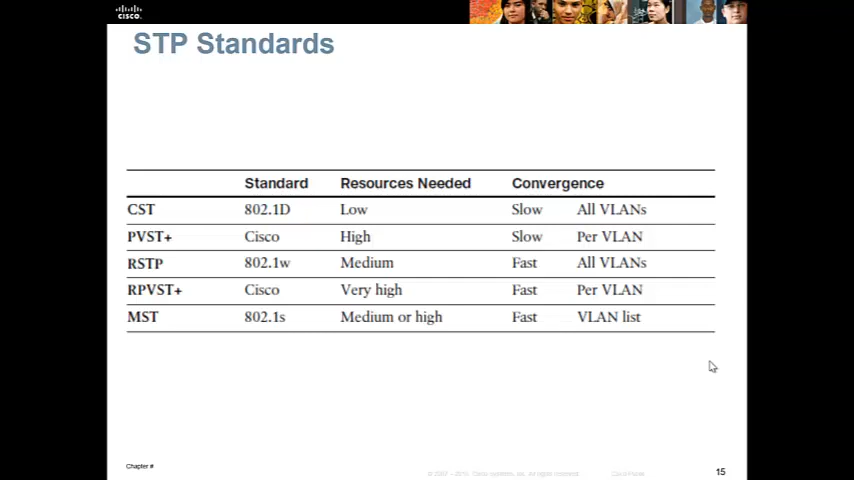 CISCO.
STP Standards
Standard Resources Needed Convergence
CST 802.1D Low Slow All VLANs
PVST+ Cisco High Slow Per VLAN
RSTP 802.1w Medium Fast All VLANs
RPVST+ Cisco Very high Fast Per VLAN
MST 802.1s Medium or high Fast VLAN list
Chapter #
15